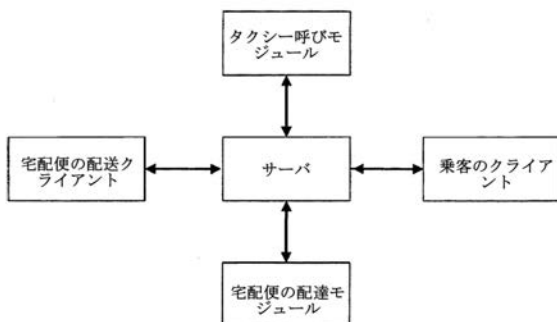 タクシー呼びモ
ジュール
宅配便の配送ク
ライアント
サーバ
乗客のクライア
ント
宅配便の配達モ
ジュール